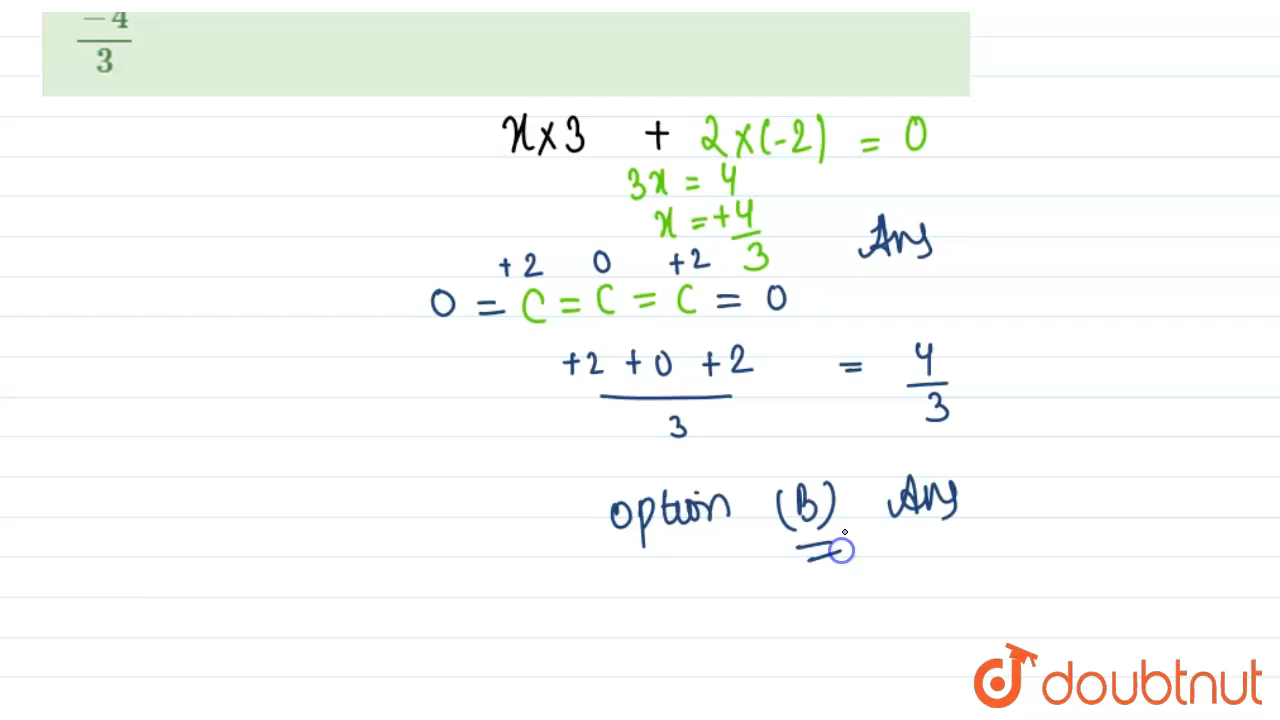 -4
3
x×3 + 2×(-2) = 0
3x = 4
x = +4
3
Ans
+2 0 +2
O = C = C = C = O
+2 + 0 + 2 = 4
3 3
option (B) Ans
doubtnut